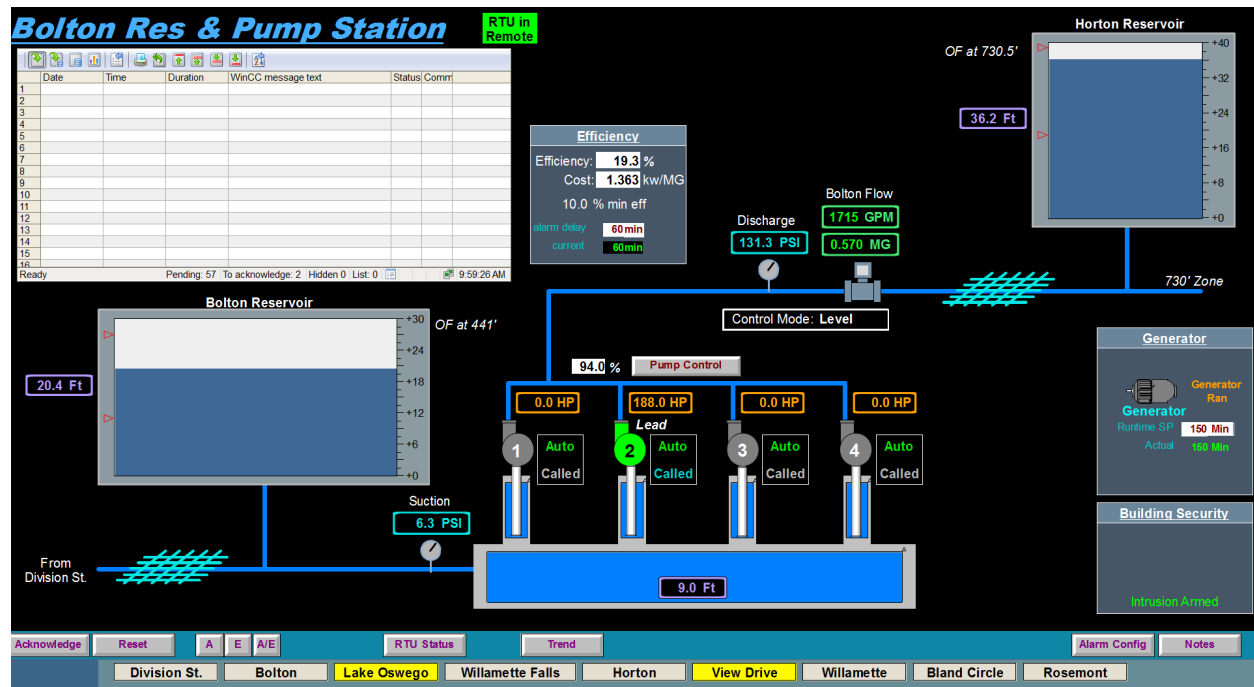 Bolton Res & Pump Station
RTU in
Remote
Date Time Duration WinCC message text Status Comm
1
2
3
4
5
6
7
8
9
10
11
12
13
14
15
16
Ready Pending: 57 To acknowledge: 2 Hidden 0 List: 0 9:59:26 AM
Horton Reservoir
OF at 730.5'
+40
+32
+24
+16
+8
+0
36.2 Ft
Efficiency
Efficiency: 19.3 %
Cost: 1.363 kw/MG
10.0 % min eff
alarm delay 60min
current 60min
Bolton Flow
1715 GPM
0.570 MG
Discharge
131.3 PSI
730' Zone
Control Mode: Level
Bolton Reservoir
OF at 441'
+30
+24
+18
+12
+6
+0
20.4 Ft
94.0 % Pump Control
0.0 HP 188.0 HP 0.0 HP 0.0 HP
Lead
1 Auto Called
2 Auto Called
3 Auto Called
4 Auto Called
Suction
6.3 PSI
From
Division St.
9.0 Ft
Generator
Generator
Ran
Generator
Runtime SP 150 Min
Actual 150 Min
Building Security
Intrusion Armed
Acknowledge Reset A E A/E RTU Status Trend Alarm Config Notes
Division St. Bolton Lake Oswego Willamette Falls Horton View Drive Willamette Bland Circle Rosemont